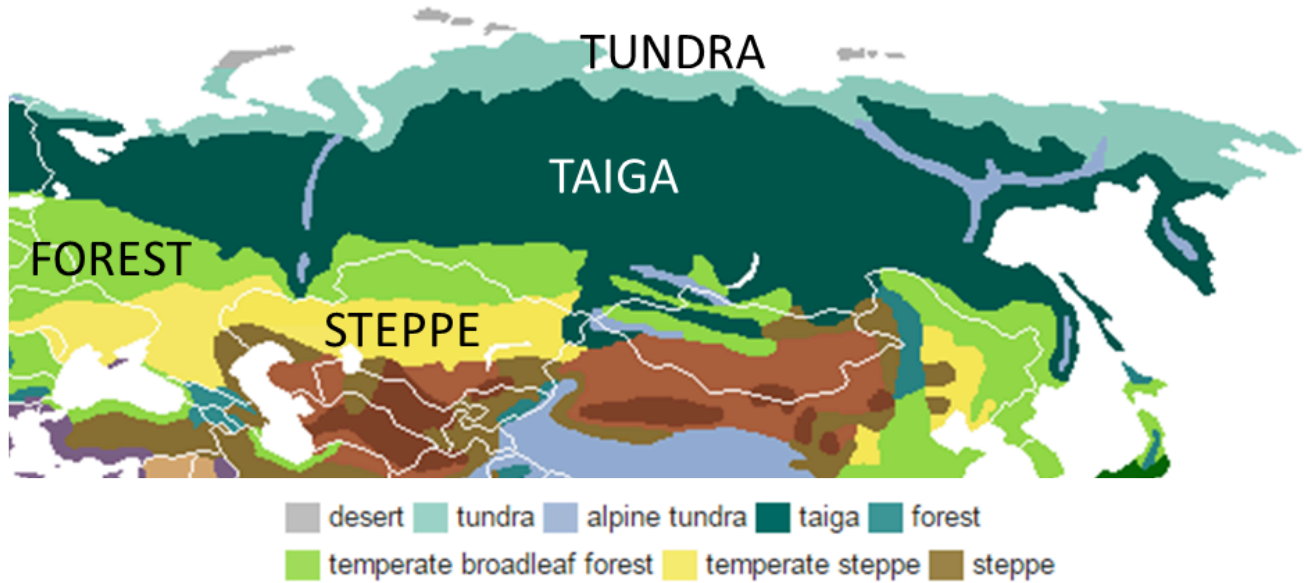 TUNDRA
TAIGA
FOREST
STEPPE
desert tundra alpine tundra taiga forest
temperate broadleaf forest temperate steppe steppe